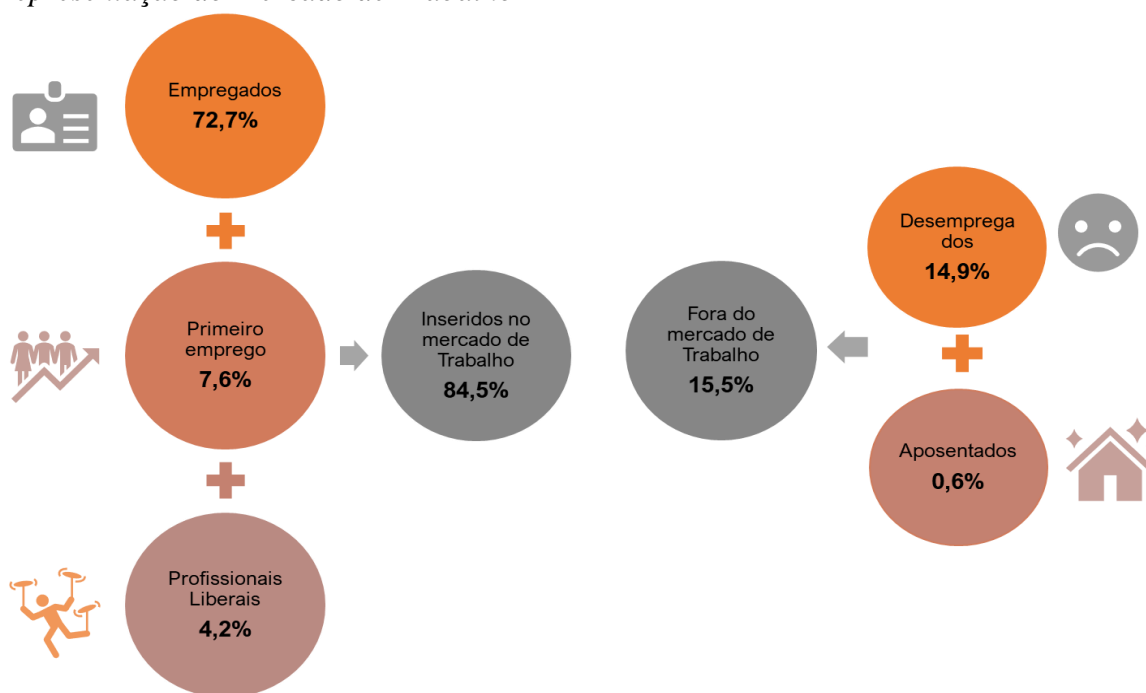 Empregados
72,7%
Primeiro
emprego
7,6%
Profissionais
Liberais
4,2%
Inseridos no
mercado de
Trabalho
84,5%
Fora do
mercado de
Trabalho
15,5%
Desemprega
dos
14,9%
Aposentados
0,6%